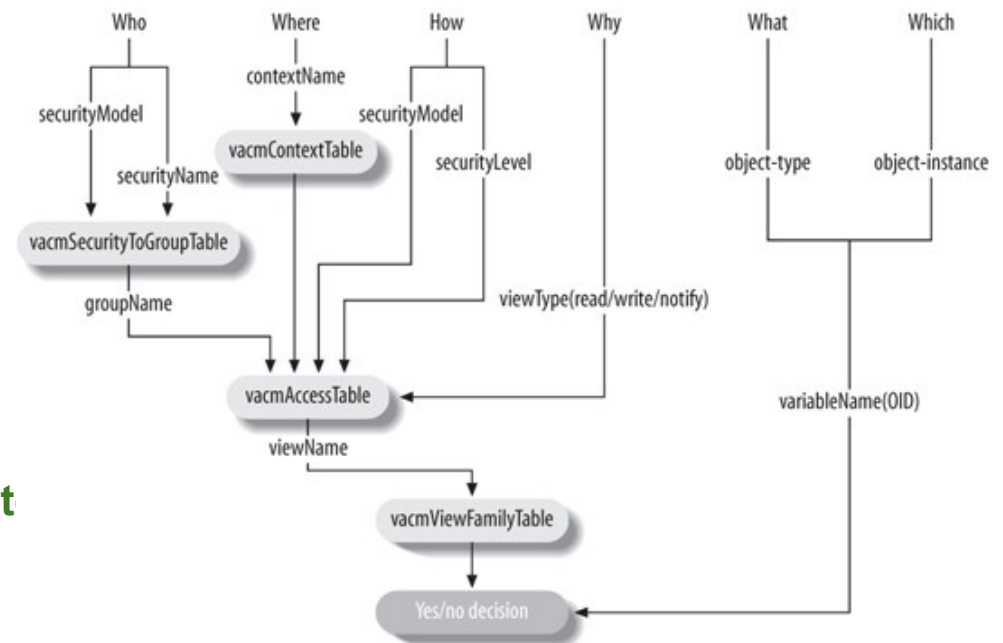 Who Where How Why What Which
contextName
securityModel securityModel
vacmContextTable
securityLevel object-type object-instance
securityName
vacmSecurityToGroupTable
groupName viewType(read/write/notify)
vacmAccessTable variableName(OID)
viewName
t
vacmViewFamilyTable
Yes/no decision